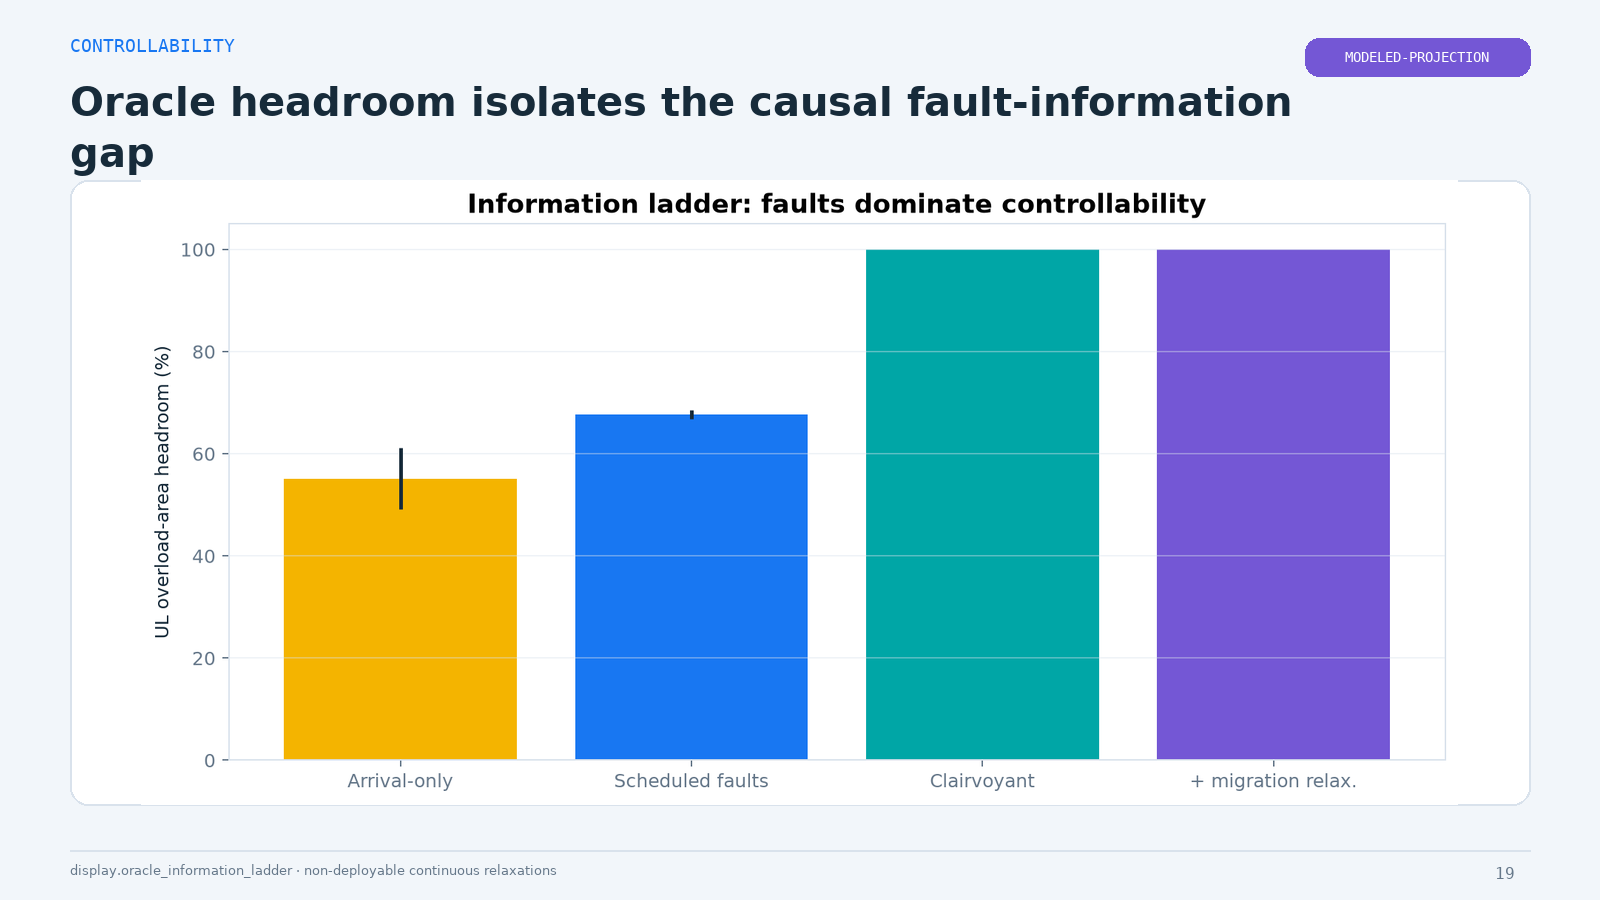 CONTROLLABILITY
MODELED-PROJECTION
Oracle headroom isolates the causal fault-information
gap
Information ladder: faults dominate controllability
UL overload-area headroom (%)
100
80
60
40
20
0
Arrival-only
Scheduled faults
Clairvoyant
+ migration relax.
display.oracle_information_ladder · non-deployable continuous relaxations
19